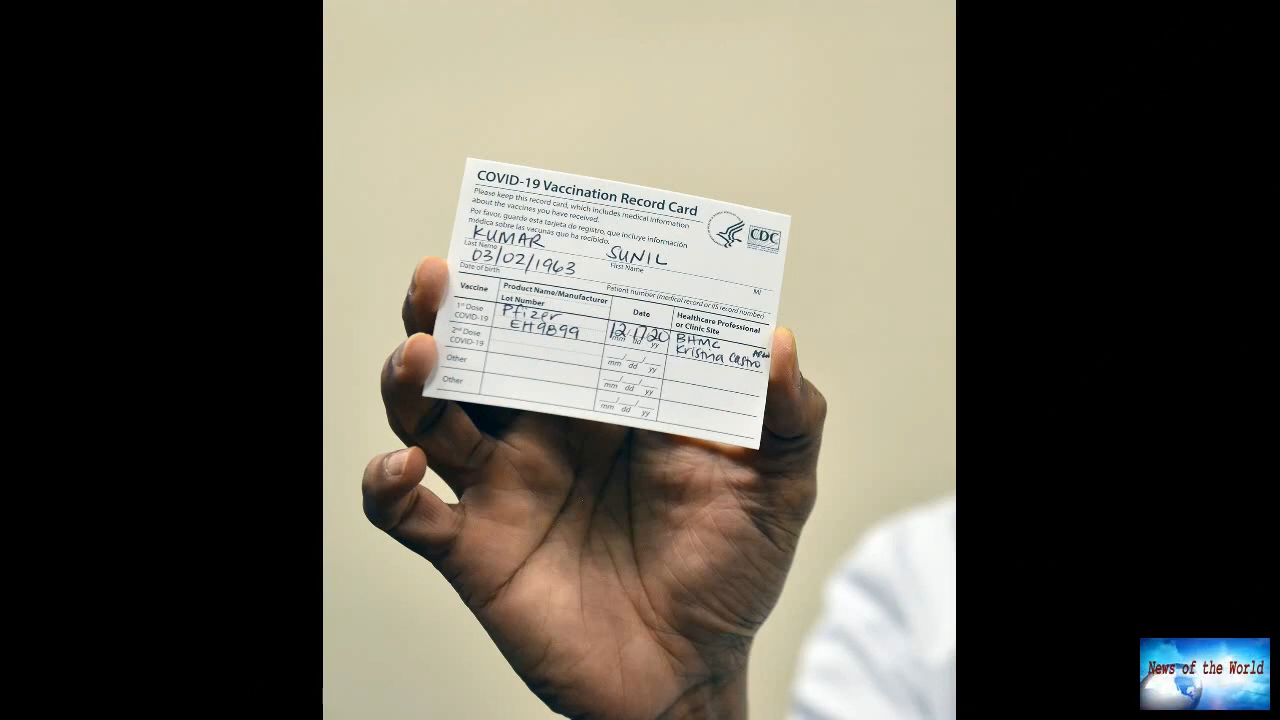 COVID-19 Vaccination Record Card
Please keep this record card, which includes medical information
about the vaccines you have received.
Por favor, guarde esta tarjeta de registro, que incluye información
médica sobre las vacunas que ha recibido.
CDC
KUMAR SUNIL
Last Name First Name MI
03/02/1963
Date of birth Patient number (medical record or IIS record number)
Vaccine Product Name/Manufacturer Date Healthcare Professional
Lot Number or Clinic Site
1st Dose Pfizer 12 17 20 BHMC
COVID-19 EH9899 mm dd yy Kristina Castro
2nd Dose
COVID-19 mm dd yy
Other mm dd yy
Other mm dd yy
News of the World